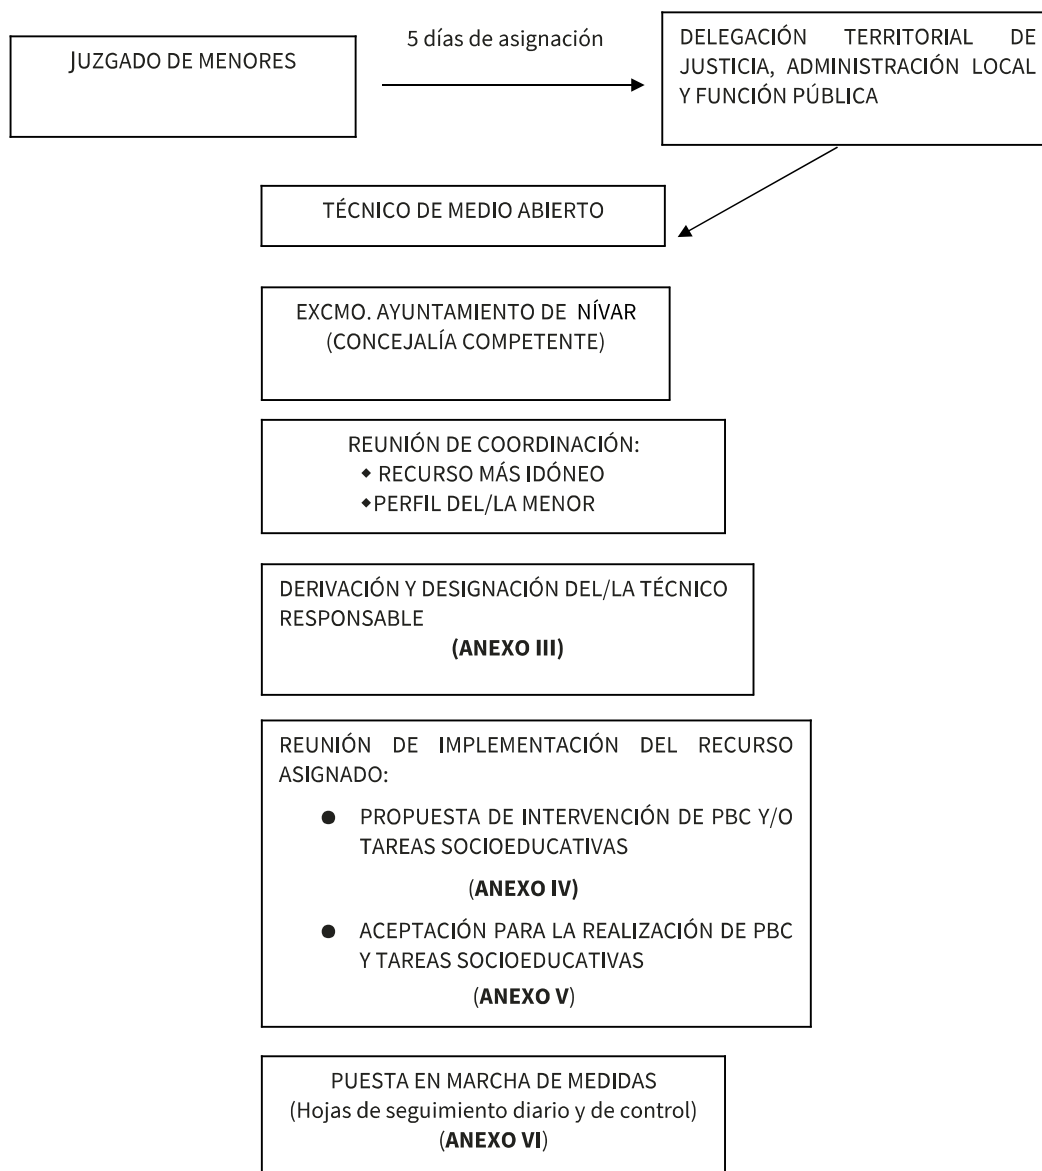 JUZGADO DE MENORES
5 días de asignación
DELEGACIÓN TERRITORIAL DE
JUSTICIA, ADMINISTRACIÓN LOCAL
Y FUNCIÓN PÚBLICA
TÉCNICO DE MEDIO ABIERTO
EXCMO. AYUNTAMIENTO DE NÍVAR
(CONCEJALÍA COMPETENTE)
REUNIÓN DE COORDINACIÓN:
◆ RECURSO MÁS IDÓNEO
◆PERFIL DEL/LA MENOR
DERIVACIÓN Y DESIGNACIÓN DEL/LA TÉCNICO
RESPONSABLE
(ANEXO III)
REUNIÓN DE IMPLEMENTACIÓN DEL RECURSO
ASIGNADO:
● PROPUESTA DE INTERVENCIÓN DE PBC Y/O
TAREAS SOCIOEDUCATIVAS
(ANEXO IV)
● ACEPTACIÓN PARA LA REALIZACIÓN DE PBC
Y TAREAS SOCIOEDUCATIVAS
(ANEXO V)
PUESTA EN MARCHA DE MEDIDAS
(Hojas de seguimiento diario y de control)
(ANEXO VI)